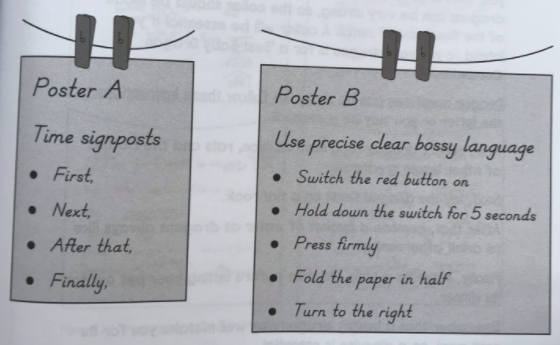 Poster A
Time signposts
• First,
• Next,
• After that,
• Finally,
Poster B
Use precise clear bossy language
• Switch the red button on
• Hold down the switch for 5 seconds
• Press firmly
• Fold the paper in half
• Turn to the right